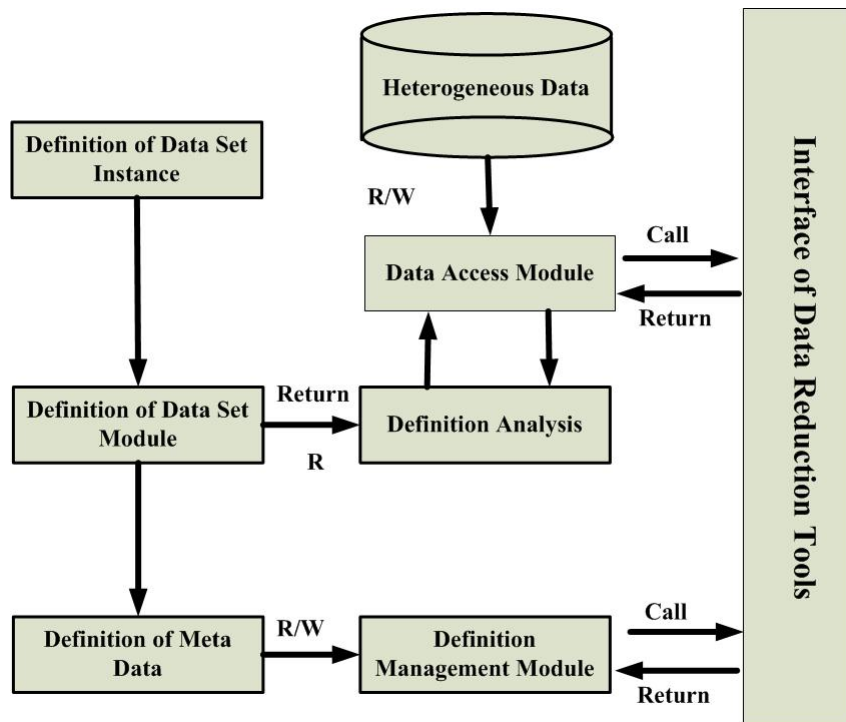 Heterogeneous Data
Definition of Data Set
Instance
R/W
Data Access Module
Call
Return
Interface of Data Reduction Tools
Definition of Data Set
Module
Return
R
Definition Analysis
Definition of Meta
Data
R/W
Definition
Management Module
Call
Return